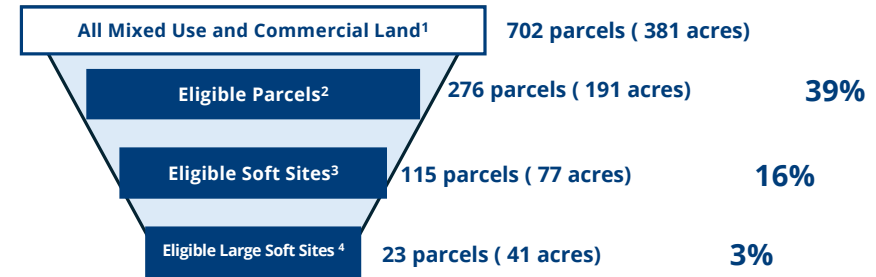 All Mixed Use and Commercial Land¹ 702 parcels ( 381 acres)
Eligible Parcels² 276 parcels ( 191 acres) 39%
Eligible Soft Sites³ 115 parcels ( 77 acres) 16%
Eligible Large Soft Sites ⁴ 23 parcels ( 41 acres) 3%